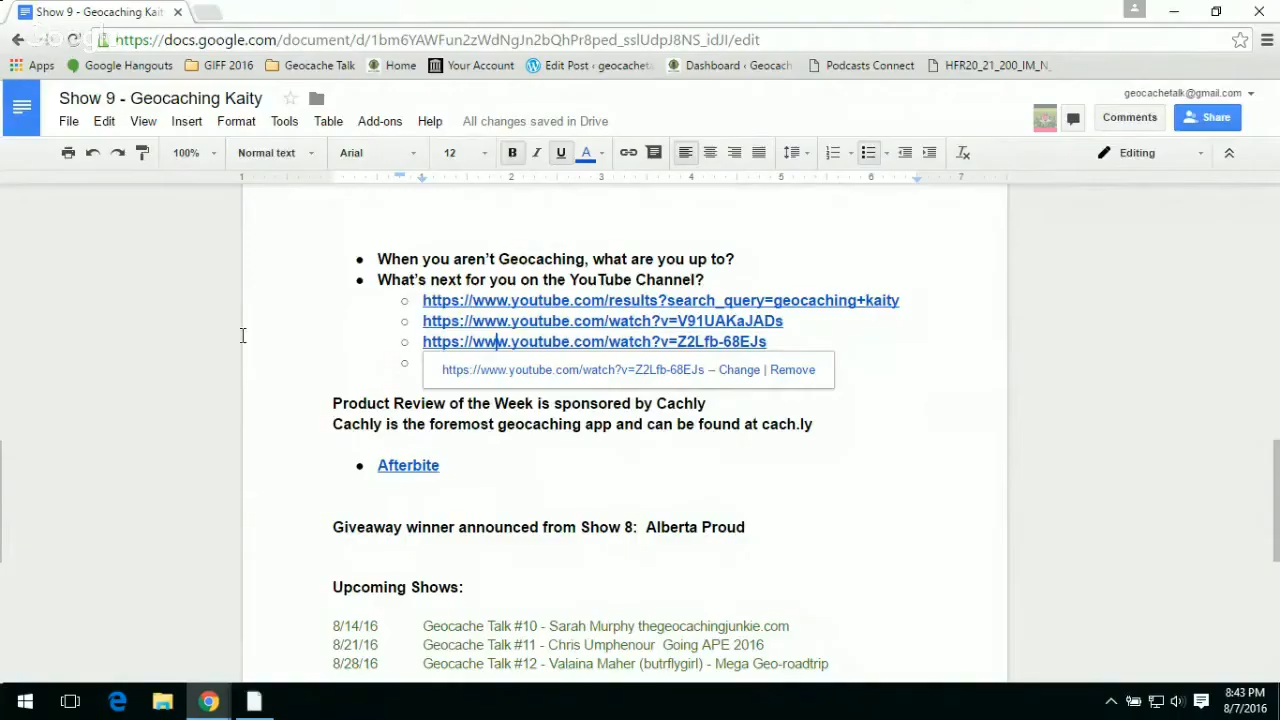 Show 9 - Geocaching Kait
https://docs.google.com/document/d/1bm6YAWFun2zWdNgJn2bQhPr8ped_sslUdpJ8NS_idJI/edit
Apps Google Hangouts GIFF 2016 Geocache Talk Home Your Account Edit Post ‹ geocacheta Dashboard ‹ Geocach Podcasts Connect HFR20_21_200_IM_N
Show 9 - Geocaching Kaity
geocachetalk@gmail.com
File Edit View Insert Format Tools Table Add-ons Help All changes saved in Drive
Comments Share
100% Normal text Arial 12 B I U A Editing
1 2 3 4 5 6 7
● When you aren't Geocaching, what are you up to?
● What's next for you on the YouTube Channel?
○ https://www.youtube.com/results?search_query=geocaching+kaity
○ https://www.youtube.com/watch?v=V91UAKaJADs
○ https://www.youtube.com/watch?v=Z2Lfb-68EJs
○ https://www.youtube.com/watch?v=Z2Lfb-68EJs – Change | Remove
Product Review of the Week is sponsored by Cachly
Cachly is the foremost geocaching app and can be found at cach.ly
● Afterbite
Giveaway winner announced from Show 8: Alberta Proud
Upcoming Shows:
8/14/16 Geocache Talk #10 - Sarah Murphy thegeocachingjunkie.com
8/21/16 Geocache Talk #11 - Chris Umphenour Going APE 2016
8/28/16 Geocache Talk #12 - Valaina Maher (butrflygirl) - Mega Geo-roadtrip
8:43 PM
8/7/2016